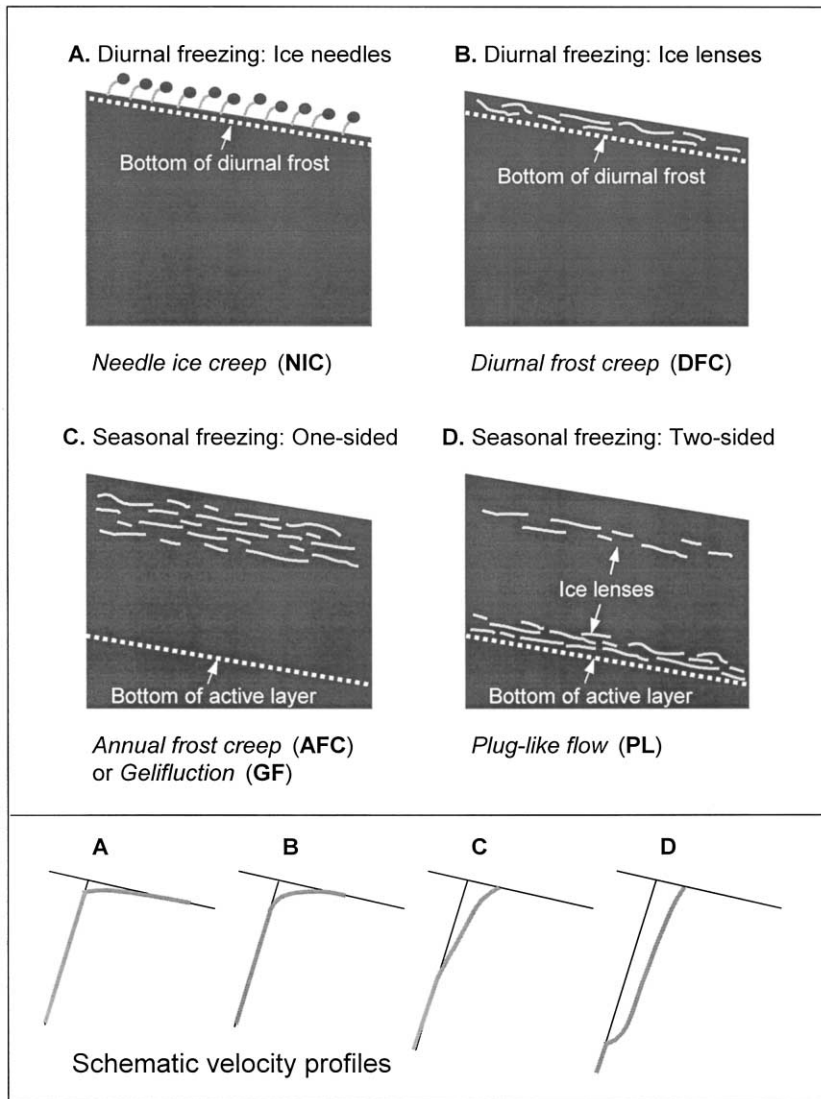 A. Diurnal freezing: Ice needles
Bottom of diurnal frost
Needle ice creep (NIC)
B. Diurnal freezing: Ice lenses
Bottom of diurnal frost
Diurnal frost creep (DFC)
C. Seasonal freezing: One-sided
Bottom of active layer
Annual frost creep (AFC)
or Gelifluction (GF)
D. Seasonal freezing: Two-sided
Ice lenses
Bottom of active layer
Plug-like flow (PL)
A
B
C
D
Schematic velocity profiles